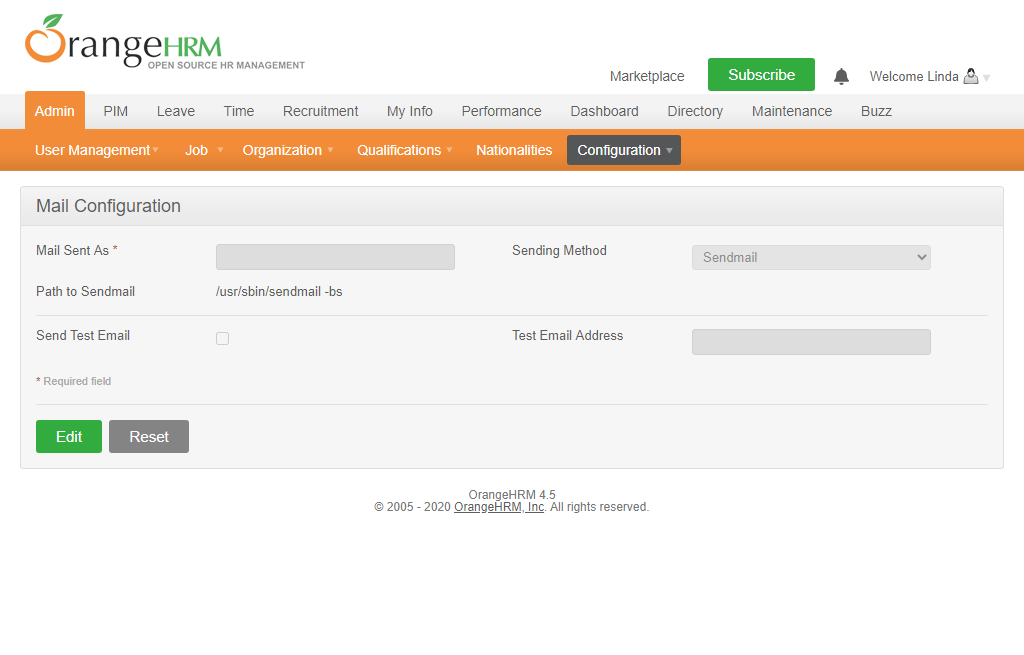 OrangeHRM
OPEN SOURCE HR MANAGEMENT
Marketplace Subscribe Welcome Linda
Admin PIM Leave Time Recruitment My Info Performance Dashboard Directory Maintenance Buzz
User Management Job Organization Qualifications Nationalities Configuration
Mail Configuration
Mail Sent As * Sending Method Sendmail
Path to Sendmail /usr/sbin/sendmail -bs
Send Test Email Test Email Address
* Required field
Edit Reset
OrangeHRM 4.5
© 2005 - 2020 OrangeHRM, Inc. All rights reserved.